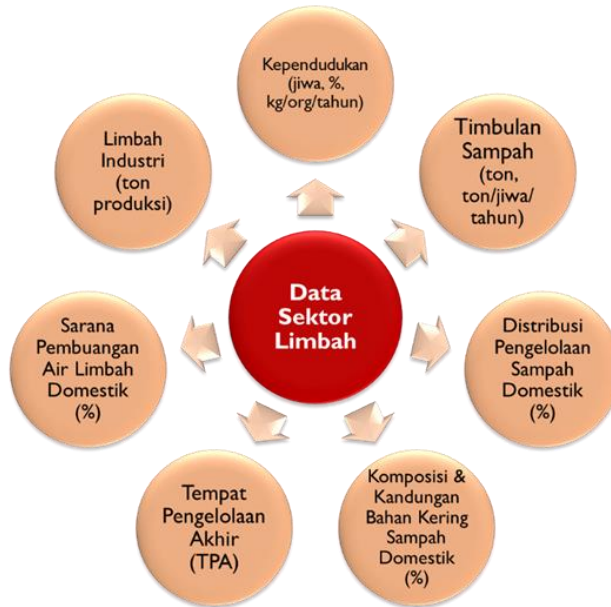 Kependudukan
(jiwa, %,
kg/org/tahun)
Timbulan
Sampah
(ton,
ton/jiwa/
tahun)
Distribusi
Pengelolaan
Sampah
Domestik
(%)
Komposisi &
Kandungan
Bahan Kering
Sampah
Domestik
(%)
Tempat
Pengelolaan
Akhir
(TPA)
Sarana
Pembuangan
Air Limbah
Domestik
(%)
Limbah
Industri
(ton
produksi)
Data
Sektor
Limbah